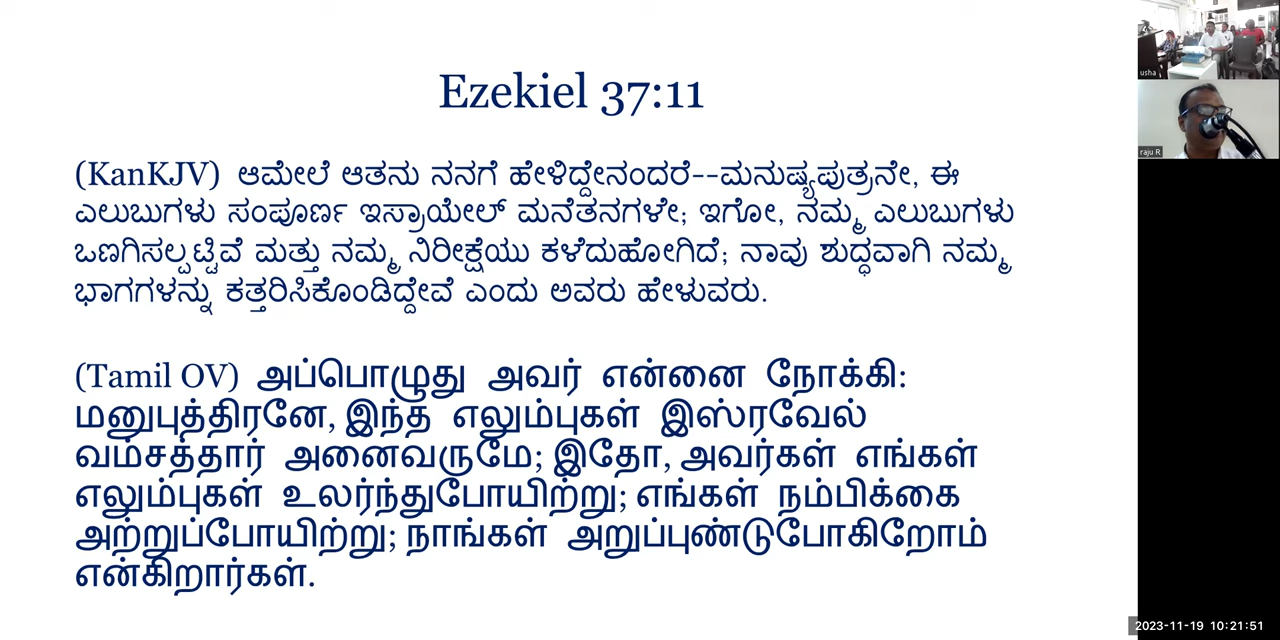 Ezekiel 37:11
(KanKJV) ಆಮೇಲೆ ಆತನು ನನಗೆ ಹೇಳಿದ್ದೇನಂದರೆ--ಮನುಷ್ಯಪುತ್ರನೇ, ಈ
ಎಲುಬುಗಳು ಸಂಪೂರ್ಣ ಇಸ್ರಾಯೇಲ್ ಮನೆತನಗಳೇ; ಇಗೋ, ನಮ್ಮ ಎಲುಬುಗಳು
ಒಣಗಿಸಲ್ಪಟ್ಟಿವೆ ಮತ್ತು ನಮ್ಮ ನಿರೀಕ್ಷೆಯು ಕಳೆದುಹೋಗಿದೆ; ನಾವು ಶುದ್ಧವಾಗಿ ನಮ್ಮ
ಭಾಗಗಳನ್ನು ಕತ್ತರಿಸಿಕೊಂಡಿದ್ದೇವೆ ಎಂದು ಅವರು ಹೇಳುವರು.
(Tamil OV) அப்பொழுது அவர் என்னை நோக்கி:
மனுபுத்திரனே, இந்த எலும்புகள் இஸ்ரவேல்
வம்சத்தார் அனைவருமே; இதோ, அவர்கள் எங்கள்
எலும்புகள் உலர்ந்துபோயிற்று; எங்கள் நம்பிக்கை
அற்றுப்போயிற்று; நாங்கள் அறுப்புண்டுபோகிறோம்
என்கிறார்கள்.
usha
raju R
2023-11-19 10:21:51